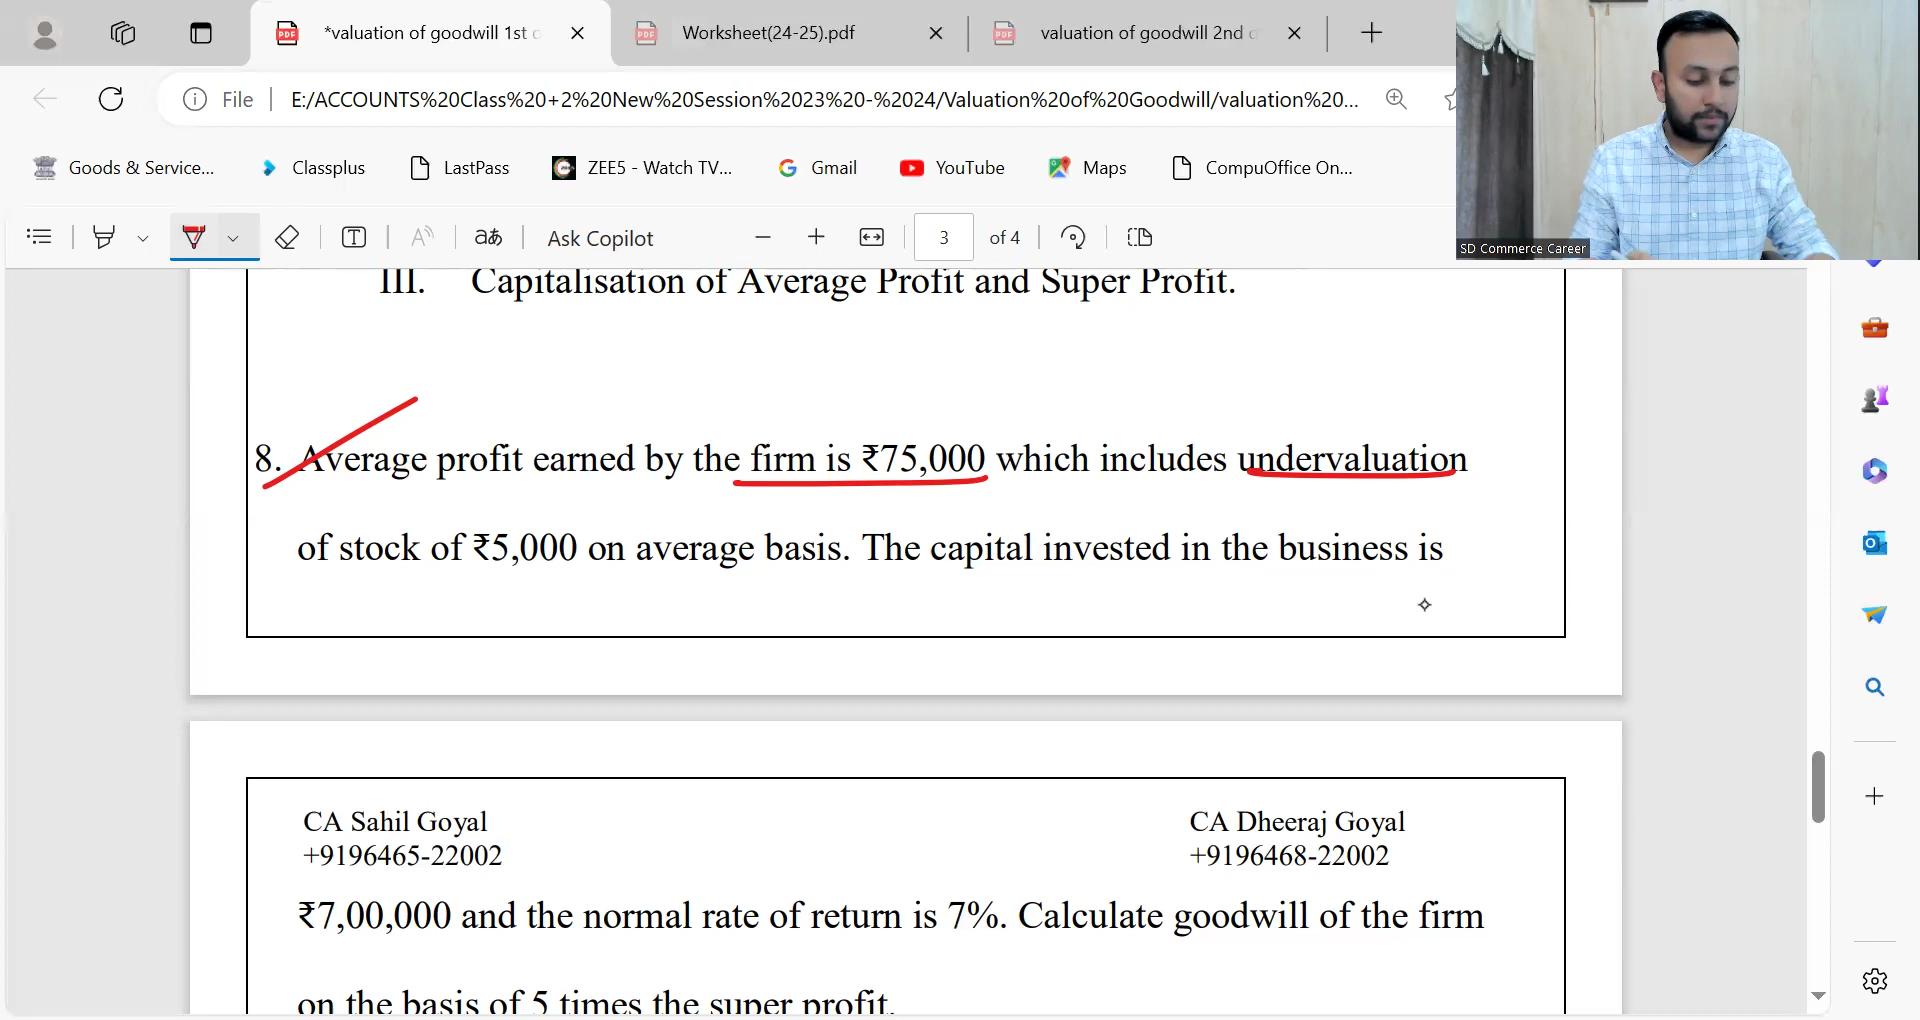 *valuation of goodwill 1st
Worksheet(24-25).pdf
valuation of goodwill 2nd
File
E:/ACCOUNTS%20Class%20+2%20New%20Session%2023%20-%2024/Valuation%20of%20Goodwill/valuation%20...
Goods & Service...
Classplus
LastPass
ZEE5 - Watch TV...
Gmail
YouTube
Maps
CompuOffice On...
aあ
Ask Copilot
3
of 4
SD Commerce Career
III. Capitalisation of Average Profit and Super Profit.
8. Average profit earned by the firm is ₹75,000 which includes undervaluation
of stock of ₹5,000 on average basis. The capital invested in the business is
CA Sahil Goyal
CA Dheeraj Goyal
+9196465-22002
+9196468-22002
₹7,00,000 and the normal rate of return is 7%. Calculate goodwill of the firm
on the basis of 5 times the super profit.